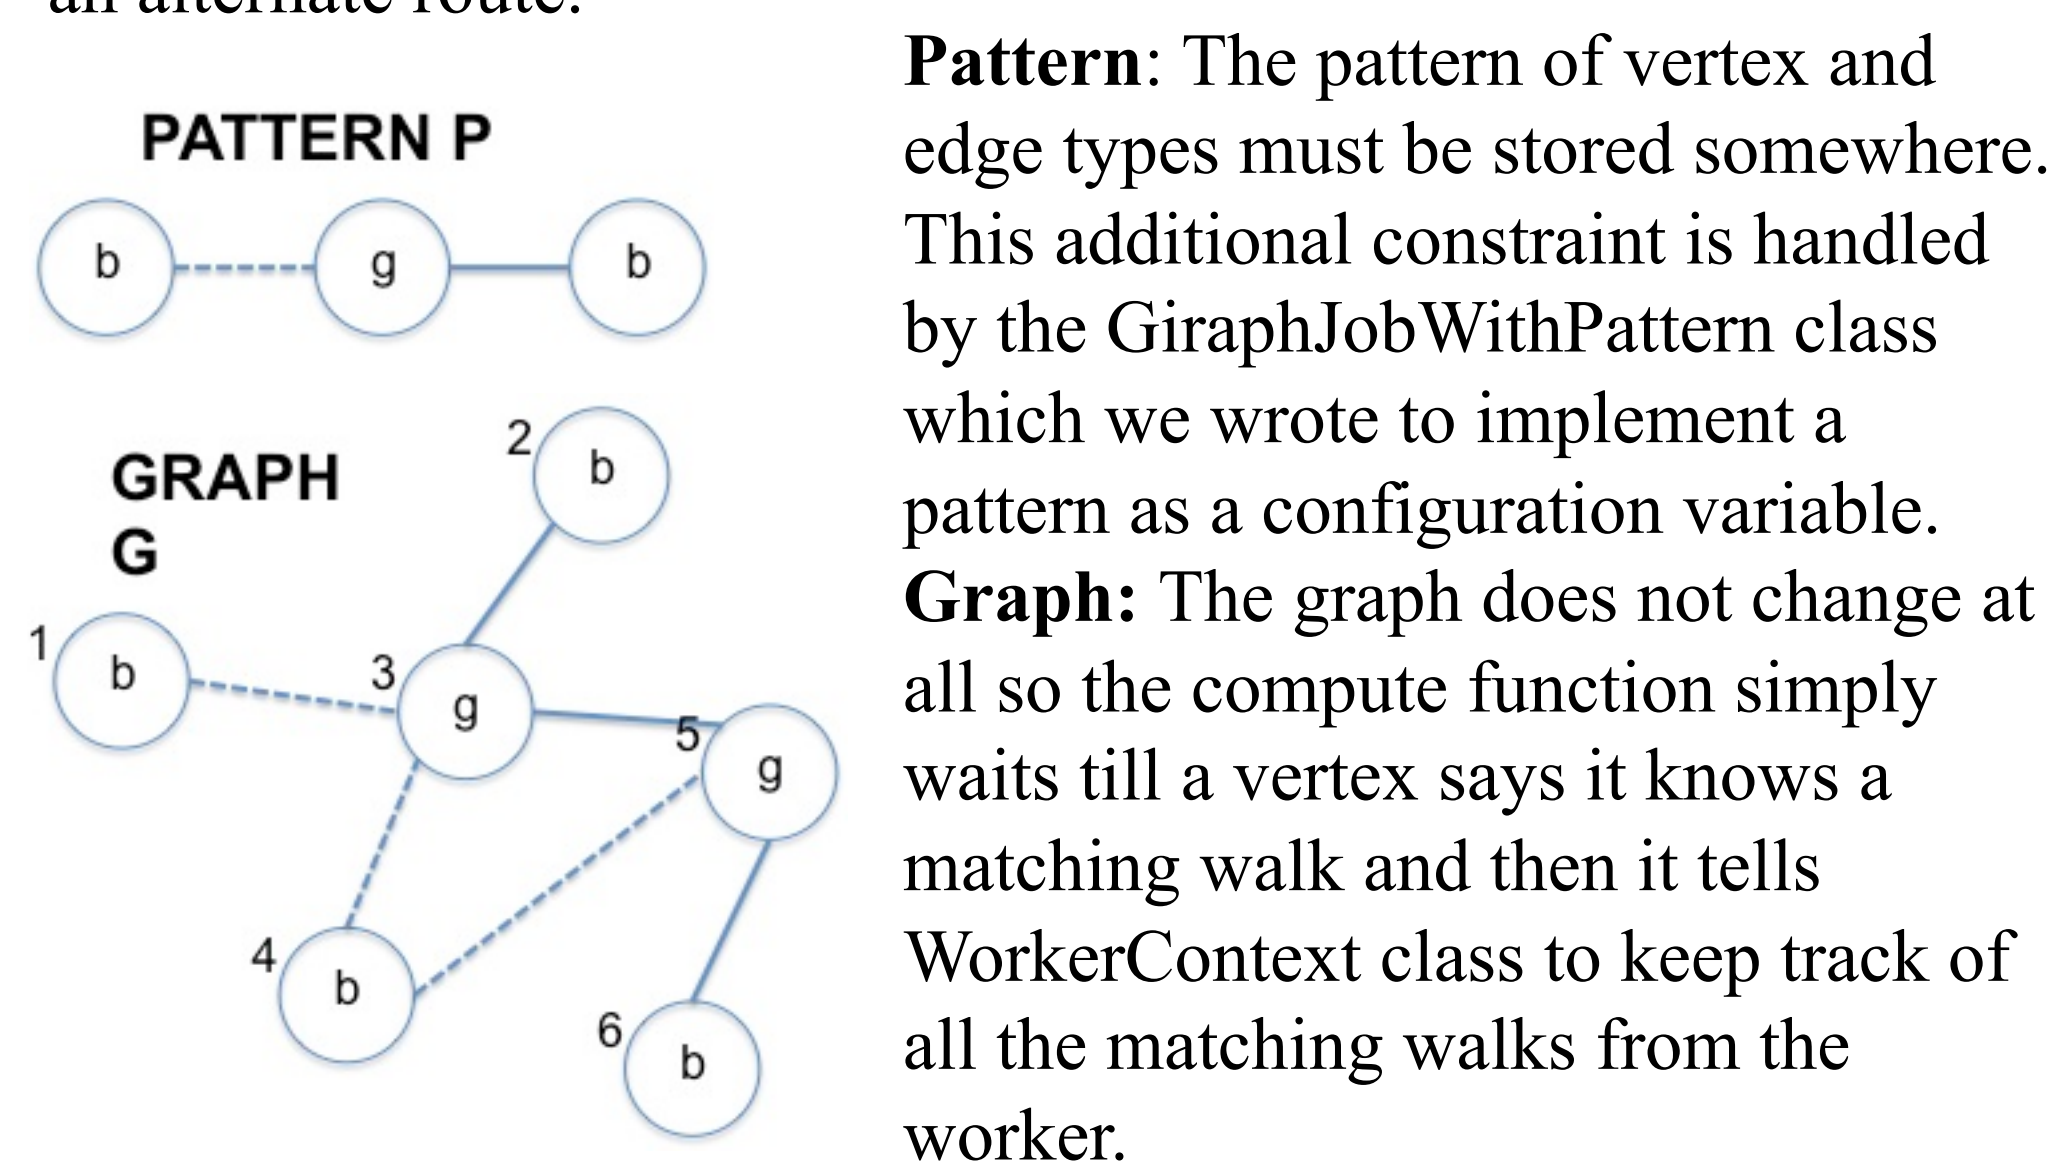 an alternate route.
PATTERN P
b g b
GRAPH
G
2
b
1
b
3
g
5
g
4
b
6
b
Pattern: The pattern of vertex and
edge types must be stored somewhere.
This additional constraint is handled
by the GiraphJobWithPattern class
which we wrote to implement a
pattern as a configuration variable.
Graph: The graph does not change at
all so the compute function simply
waits till a vertex says it knows a
matching walk and then it tells
WorkerContext class to keep track of
all the matching walks from the
worker.